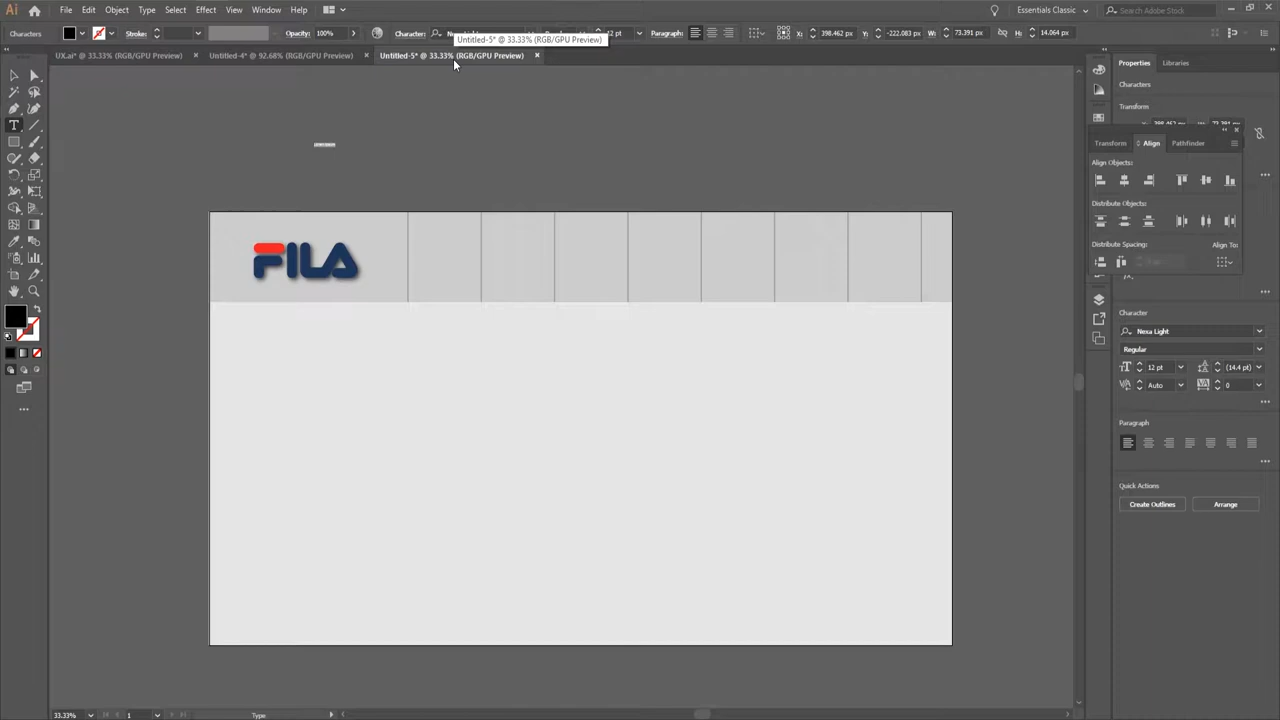 Ai File Edit Object Type Select Effect View Window Help Essentials Classic Search Adobe Stock
Characters Stroke: Opacity: 100% Character: 12 pt Paragraph: X: 398.462 px Y: -222.083 px W: 73.391 px H: 14.064 px
Untitled-5* @ 33.33% (RGB/GPU Preview)
UX.ai* @ 33.33% (RGB/GPU Preview) × Untitled-4* @ 92.68% (RGB/GPU Preview) × Untitled-5* @ 33.33% (RGB/GPU Preview) ×
Properties Libraries
Characters
Transform
Transform Align Pathfinder
Align Objects:
Distribute Objects:
Distribute Spacing: Align To:
FILA
Character
Nexa Light
Regular
12 pt (14.4 pt)
Auto 0
Paragraph
Quick Actions
Create Outlines Arrange
33.33% 1 Type